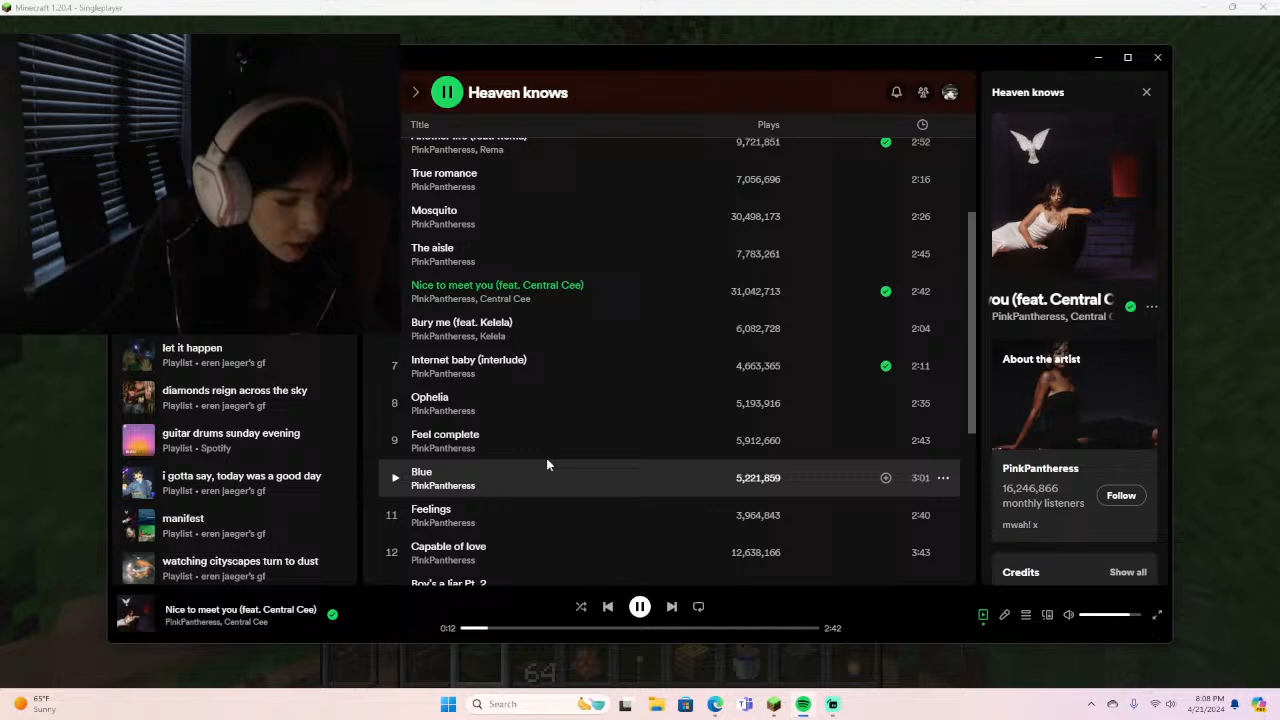 Minecraft 1.20.4 - Singleplayer
Heaven knows
Title
Plays
PinkPantheress, Rema
9,721,851
2:52
True romance
PinkPantheress
7,056,696
2:16
Mosquito
PinkPantheress
30,498,173
2:26
The aisle
PinkPantheress
7,783,261
2:45
Nice to meet you (feat. Central Cee)
PinkPantheress, Central Cee
31,042,713
2:42
Bury me (feat. Kelela)
PinkPantheress, Kelela
6,082,728
2:04
7
Internet baby (interlude)
PinkPantheress
4,663,365
2:11
8
Ophelia
PinkPantheress
5,193,916
2:35
9
Feel complete
PinkPantheress
5,912,660
2:43
Blue
PinkPantheress
5,221,859
3:01
11
Feelings
PinkPantheress
3,964,843
2:40
12
Capable of love
PinkPantheress
12,638,166
3:43
Boy's a liar Pt. 2
let it happen
Playlist • eren jaeger's gf
diamonds reign across the sky
Playlist • eren jaeger's gf
guitar drums sunday evening
Playlist • Spotify
i gotta say, today was a good day
Playlist • eren jaeger's gf
manifest
Playlist • eren jaeger's gf
watching cityscapes turn to dust
Playlist • eren jaeger's gf
Heaven knows
you (feat. Central C
PinkPantheress, Central C
About the artist
PinkPantheress
16,246,866
monthly listeners
Follow
mwah! x
Credits
Show all
Nice to meet you (feat. Central Cee)
PinkPantheress, Central Cee
0:12
2:42
64
65°F
Sunny
Search
8:08 PM
4/21/2024